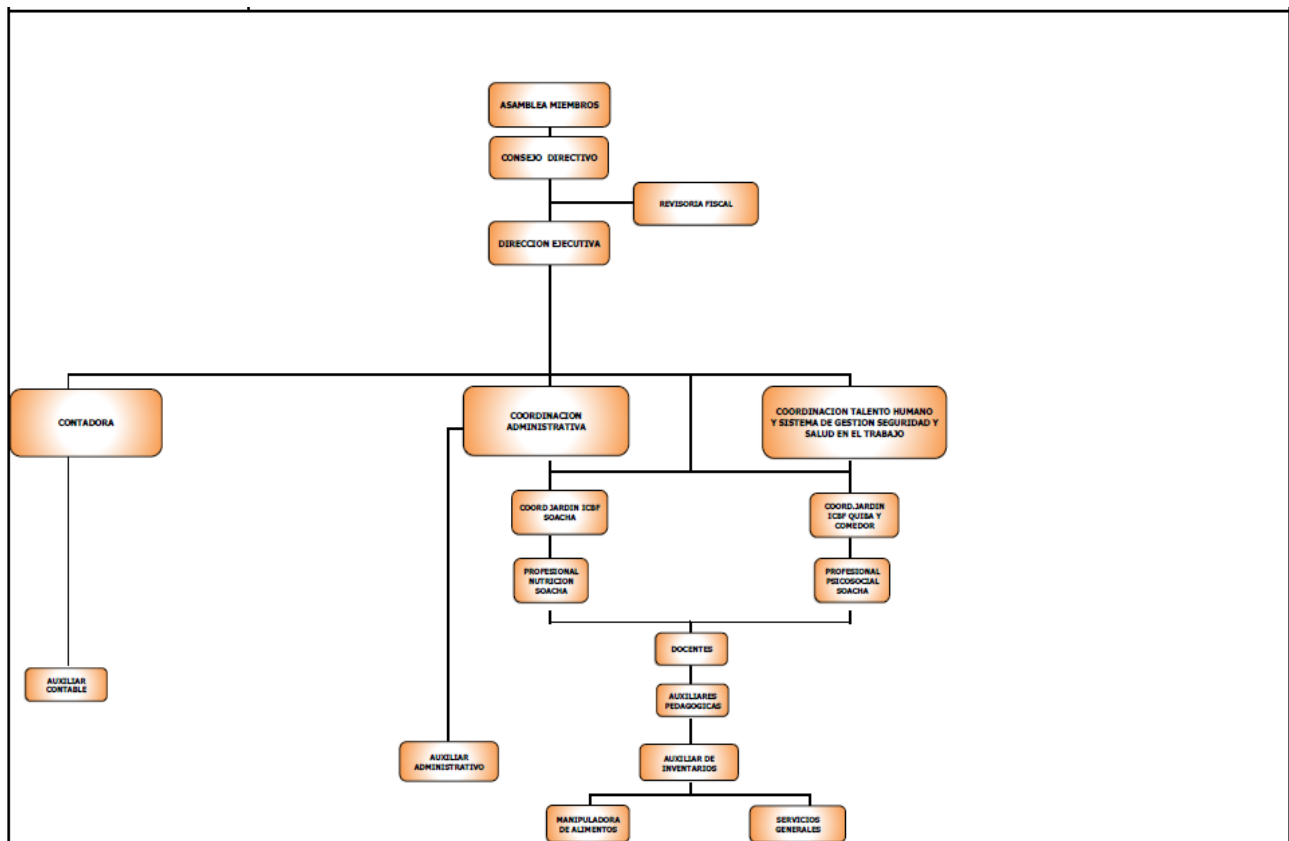 ASAMBLEA MIEMBROS
CONSEJO DIRECTIVO
REVISORIA FISCAL
DIRECCION EJECUTIVA
CONTADORA
COORDINACION
ADMINISTRATIVA
COORDINACION TALENTO HUMANO
Y SISTEMA DE GESTION SEGURIDAD Y
SALUD EN EL TRABAJO
COORD JARDIN ICBF
SOACHA
COORD.JARDIN
ICBF QUIBA Y
COMEDOR
PROFESIONAL
NUTRICION
SOACHA
PROFESIONAL
PSICOSOCIAL
SOACHA
DOCENTES
AUXILIAR
CONTABLE
AUXILIARES
PEDAGOGICAS
AUXILIAR
ADMINISTRATIVO
AUXILIAR DE
INVENTARIOS
MANIPULADORA
DE ALIMENTOS
SERVICIOS
GENERALES